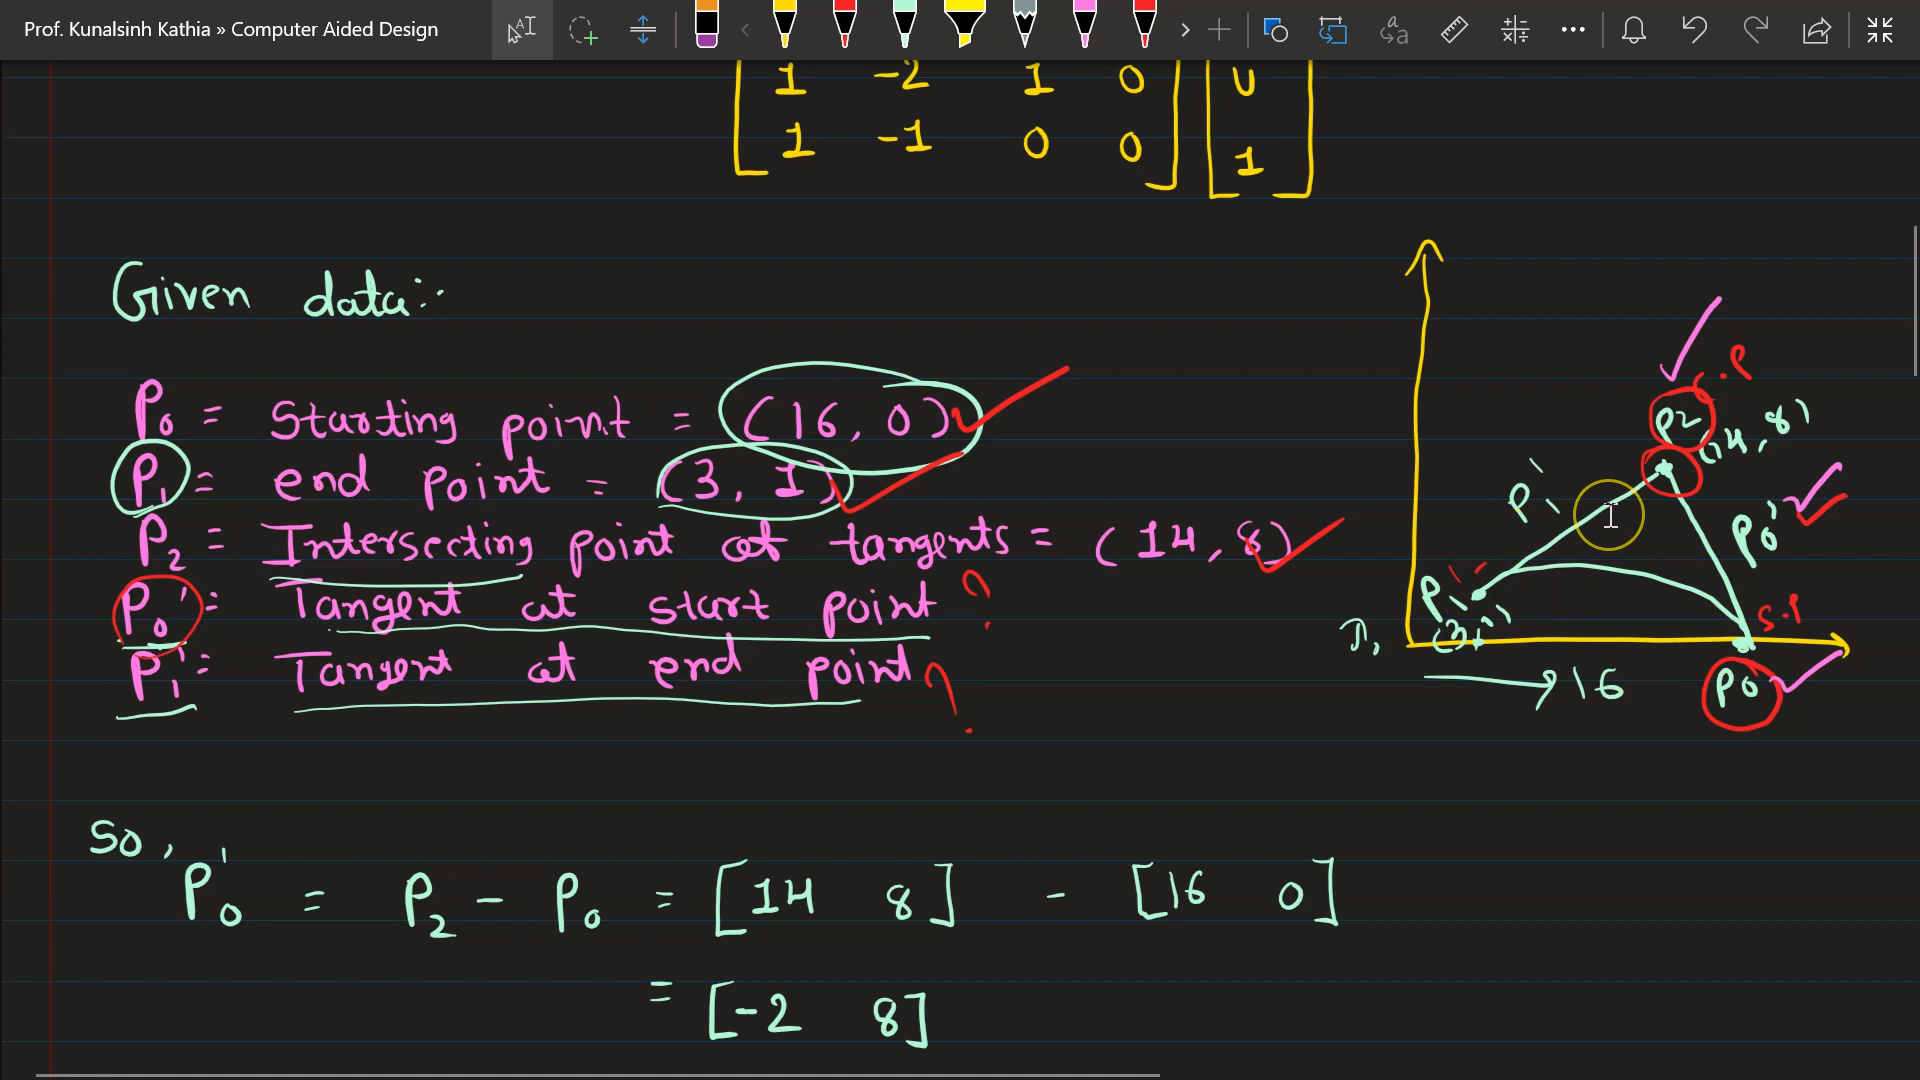 Prof. Kunalsinh Kathia » Computer Aided Design
1 -2 1 0 U
1 -1 0 0 1
Given data:-
P0 = Starting point = (16, 0)
P1 = end point = (3, 1)
P2 = Intersecting point of tangents = (14, 8)
P0' = Tangent at start point ?
P1' = Tangent at end point ?
C.P
P2 (14, 8)
P1'
P0'
P1
(3,1)
S.P
16
P0
So, P0' = P2 - P0 = [14 8] - [16 0]
= [-2 8]